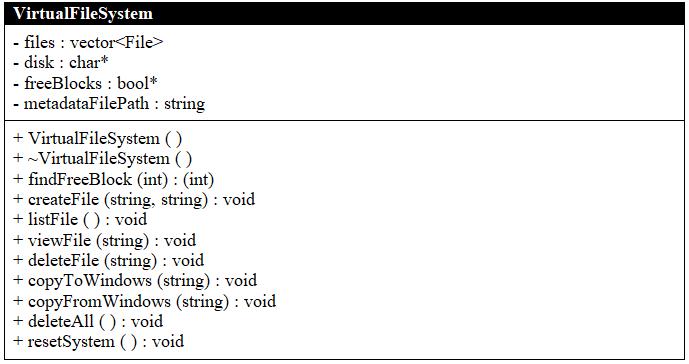 VirtualFileSystem
- files : vector<File>
- disk : char*
- freeBlocks : bool*
- metadataFilePath : string
+ VirtualFileSystem ( )
+ ~VirtualFileSystem ( )
+ findFreeBlock (int) : (int)
+ createFile (string, string) : void
+ listFile ( ) : void
+ viewFile (string) : void
+ deleteFile (string) : void
+ copyToWindows (string) : void
+ copyFromWindows (string) : void
+ deleteAll ( ) : void
+ resetSystem ( ) : void